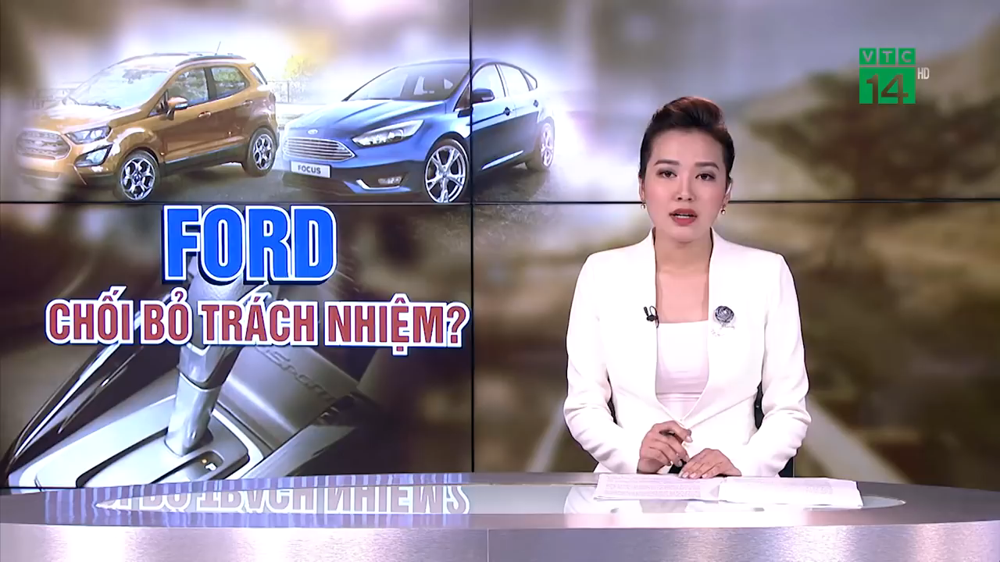 VTC
14
HD
FOCUS
FORD
CHỐI BỎ TRÁCH NHIỆM?